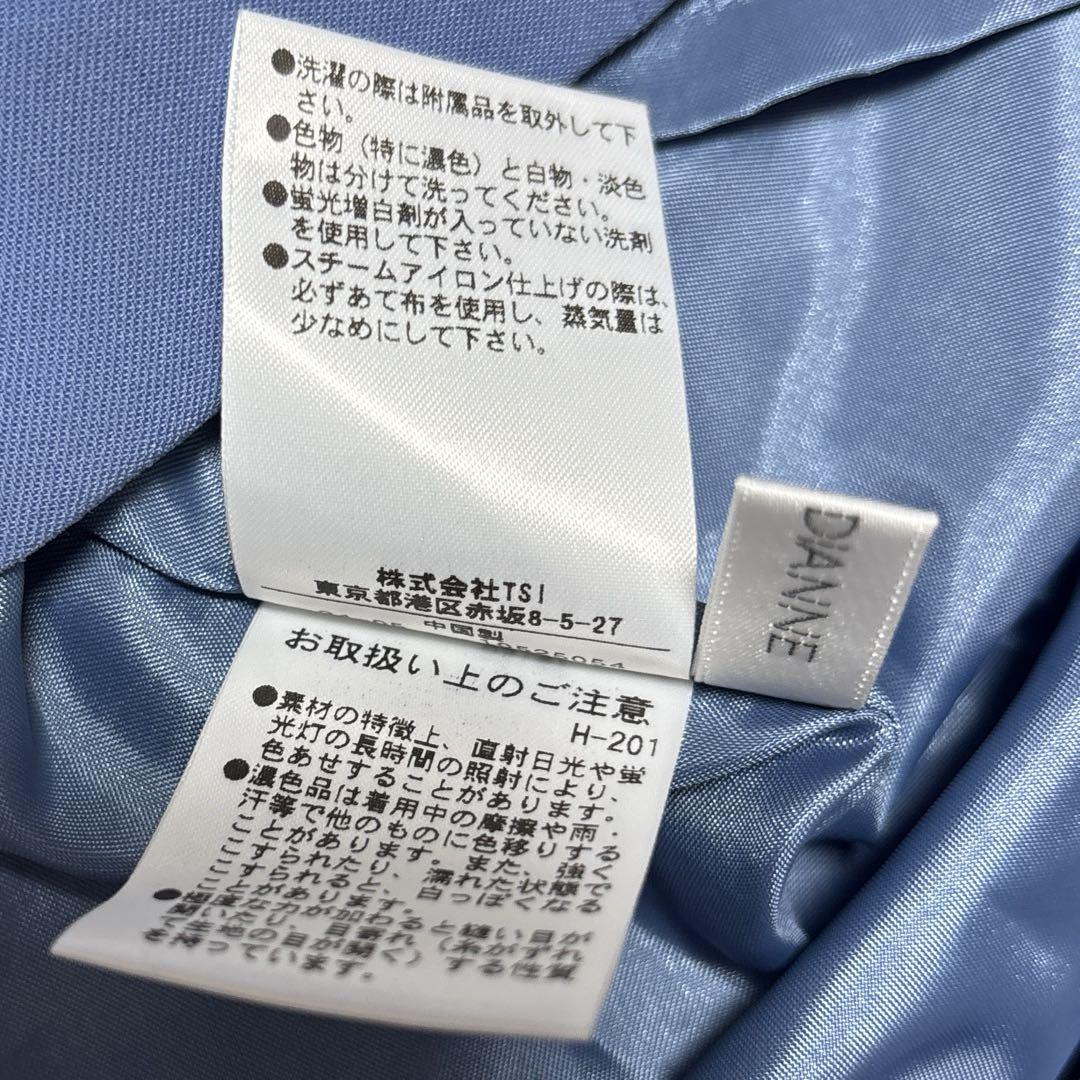 ●洗濯の際は附属品を取外して下
さい。
●色物（特に濃色）と白物・淡色
物は分けて洗ってください。
●蛍光増白剤が入っていない洗剤
を使用して下さい。
●スチームアイロン仕上げの際は、
必ずあて布を使用し、蒸気量は
少なめにして下さい。
株式会社TSI
東京都港区赤坂8-5-27
中国製
お取扱い上のご注意
H-201
●素材の特徴上、直射日光や蛍
光灯の長時間の照射により、
色あせすることがあります。
●濃色品は着用中の摩擦や雨・
汗等で他のものに色移りする
ことがあります。また、強く
こすられたり、濡れた状態で
こすられると、白っぽくなる
ことがあります。
●極度な力が加わると縫い目が
開いたり、目寄れ（糸がずれ
て生地の目が開く）する性質
を持っています。
DIANNE